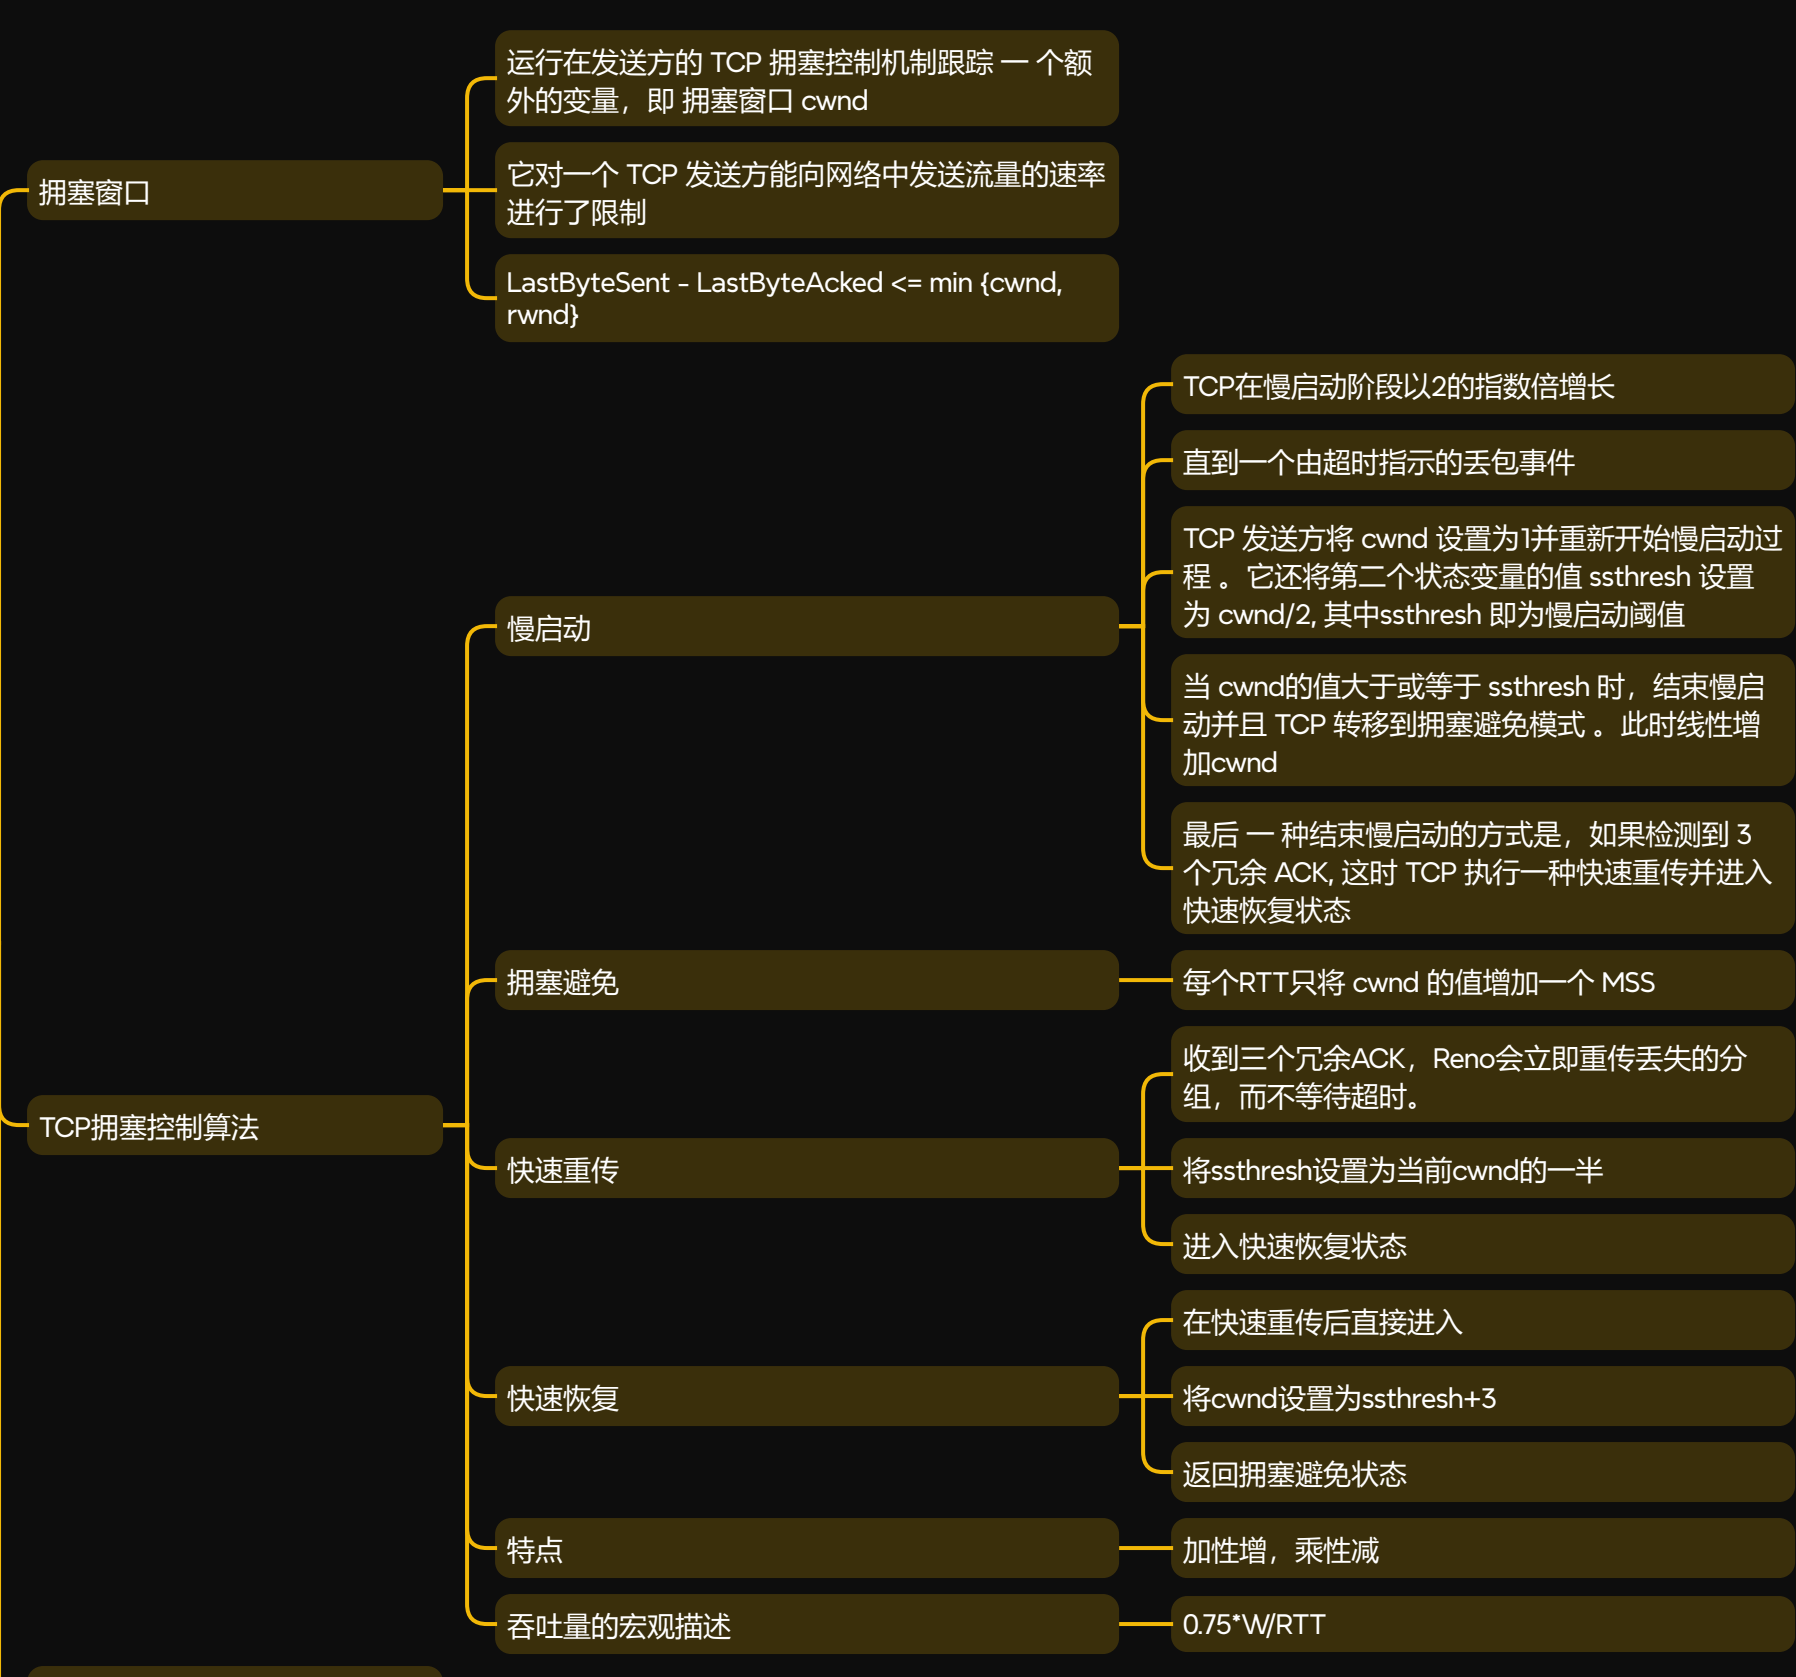 拥塞窗口
运行在发送方的 TCP 拥塞控制机制跟踪 一 个额
外的变量，即 拥塞窗口 cwnd
它对一个 TCP 发送方能向网络中发送流量的速率
进行了限制
LastByteSent - LastByteAcked <= min {cwnd,
rwnd}
TCP拥塞控制算法
慢启动
TCP在慢启动阶段以2的指数倍增长
直到一个由超时指示的丢包事件
TCP 发送方将 cwnd 设置为1并重新开始慢启动过
程 。它还将第二个状态变量的值 ssthresh 设置
为 cwnd/2, 其中ssthresh 即为慢启动阈值
当 cwnd的值大于或等于 ssthresh 时，结束慢启
动并且 TCP 转移到拥塞避免模式 。此时线性增
加cwnd
最后 一 种结束慢启动的方式是，如果检测到 3
个冗余 ACK, 这时 TCP 执行一种快速重传并进入
快速恢复状态
拥塞避免
每个RTT只将 cwnd 的值增加一个 MSS
快速重传
收到三个冗余ACK，Reno会立即重传丢失的分
组，而不等待超时。
将ssthresh设置为当前cwnd的一半
进入快速恢复状态
快速恢复
在快速重传后直接进入
将cwnd设置为ssthresh+3
返回拥塞避免状态
特点
加性增，乘性减
吞吐量的宏观描述
0.75*W/RTT